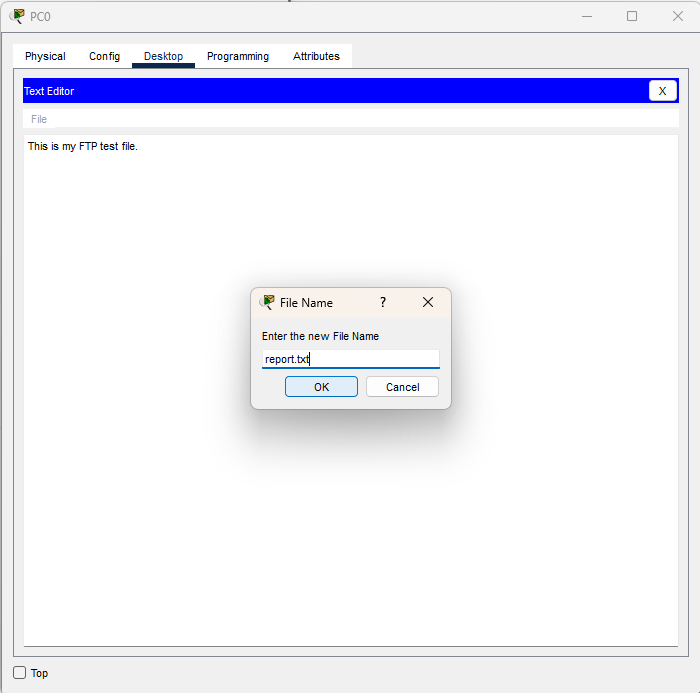 PC0
Physical Config Desktop Programming Attributes
Text Editor X
File
This is my FTP test file.
File Name ?
Enter the new File Name
report.txt
OK Cancel
Top